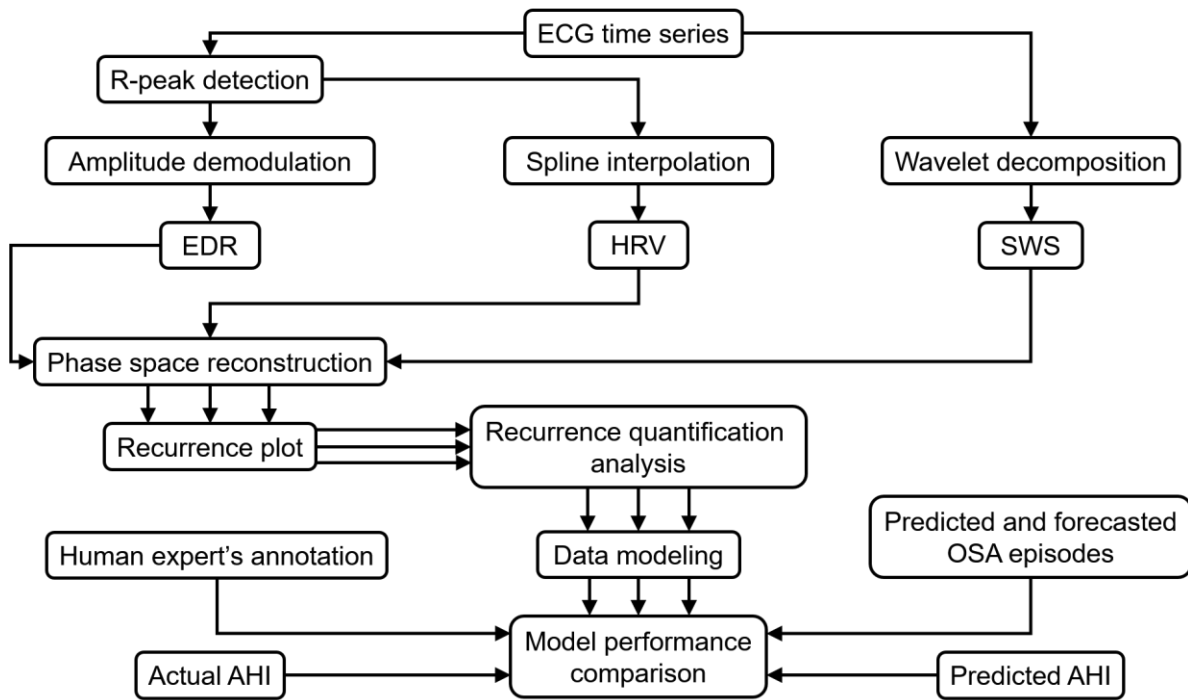 ECG time series
R-peak detection
Amplitude demodulation
Spline interpolation
Wavelet decomposition
EDR
HRV
SWS
Phase space reconstruction
Recurrence plot
Recurrence quantification
analysis
Predicted and forecasted
OSA episodes
Human expert’s annotation
Data modeling
Model performance
comparison
Actual AHI
Predicted AHI